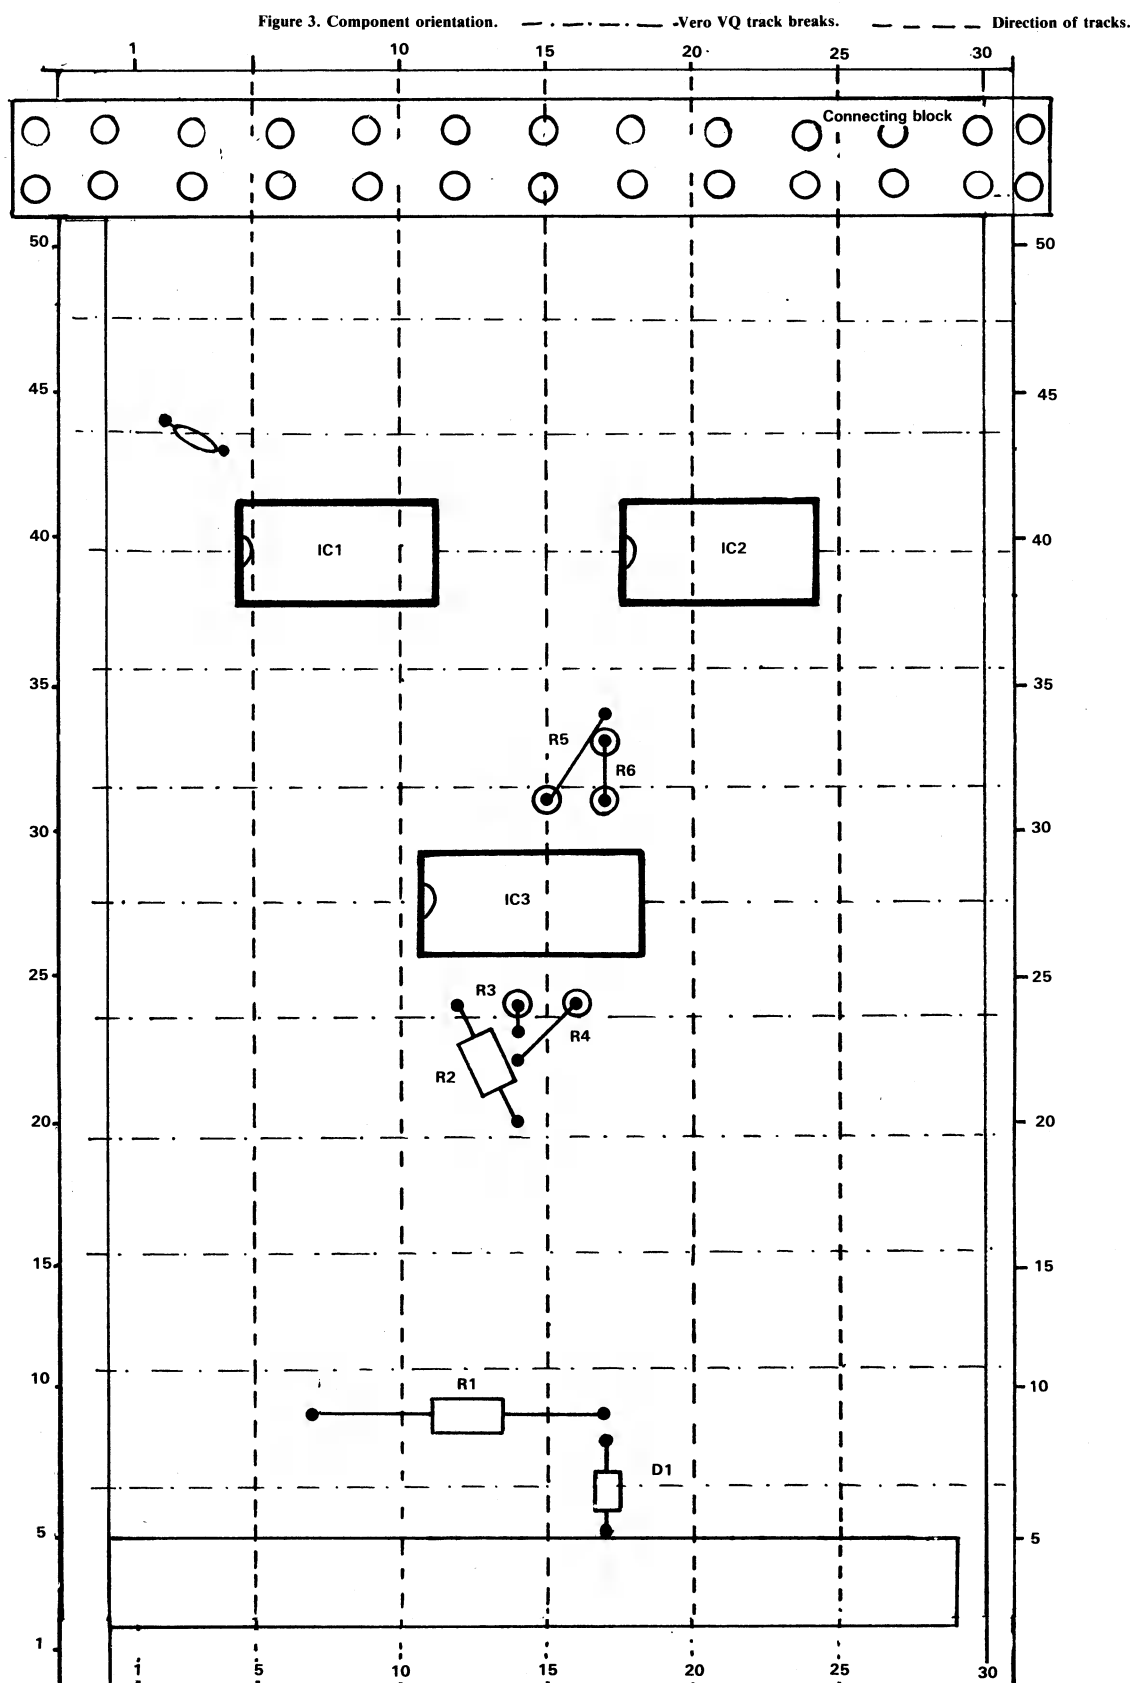 Figure 3. Component orientation. Vero VQ track breaks. Direction of tracks.
1 10 15 20 25 30
Connecting block
50 50
45 45
IC1 IC2
40 40
35 35
R5
R6
30 30
IC3
25 25
R3
R4
R2
20 20
15 15
10 10
R1
D1
5 5
1
1 5 10 15 20 25 30